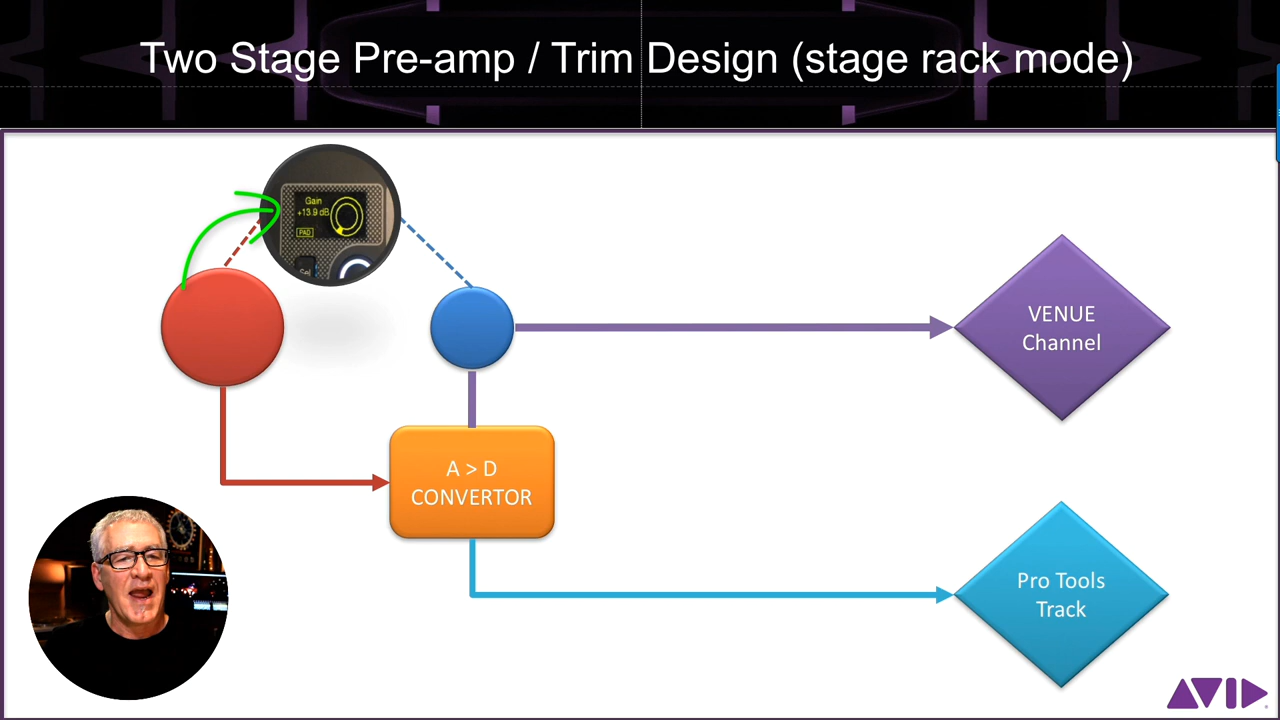 Two Stage Pre-amp / Trim Design (stage rack mode)
Gain
+13.9 dB
PAD
Sel
VENUE
Channel
A > D
CONVERTOR
Pro Tools
Track
AVID